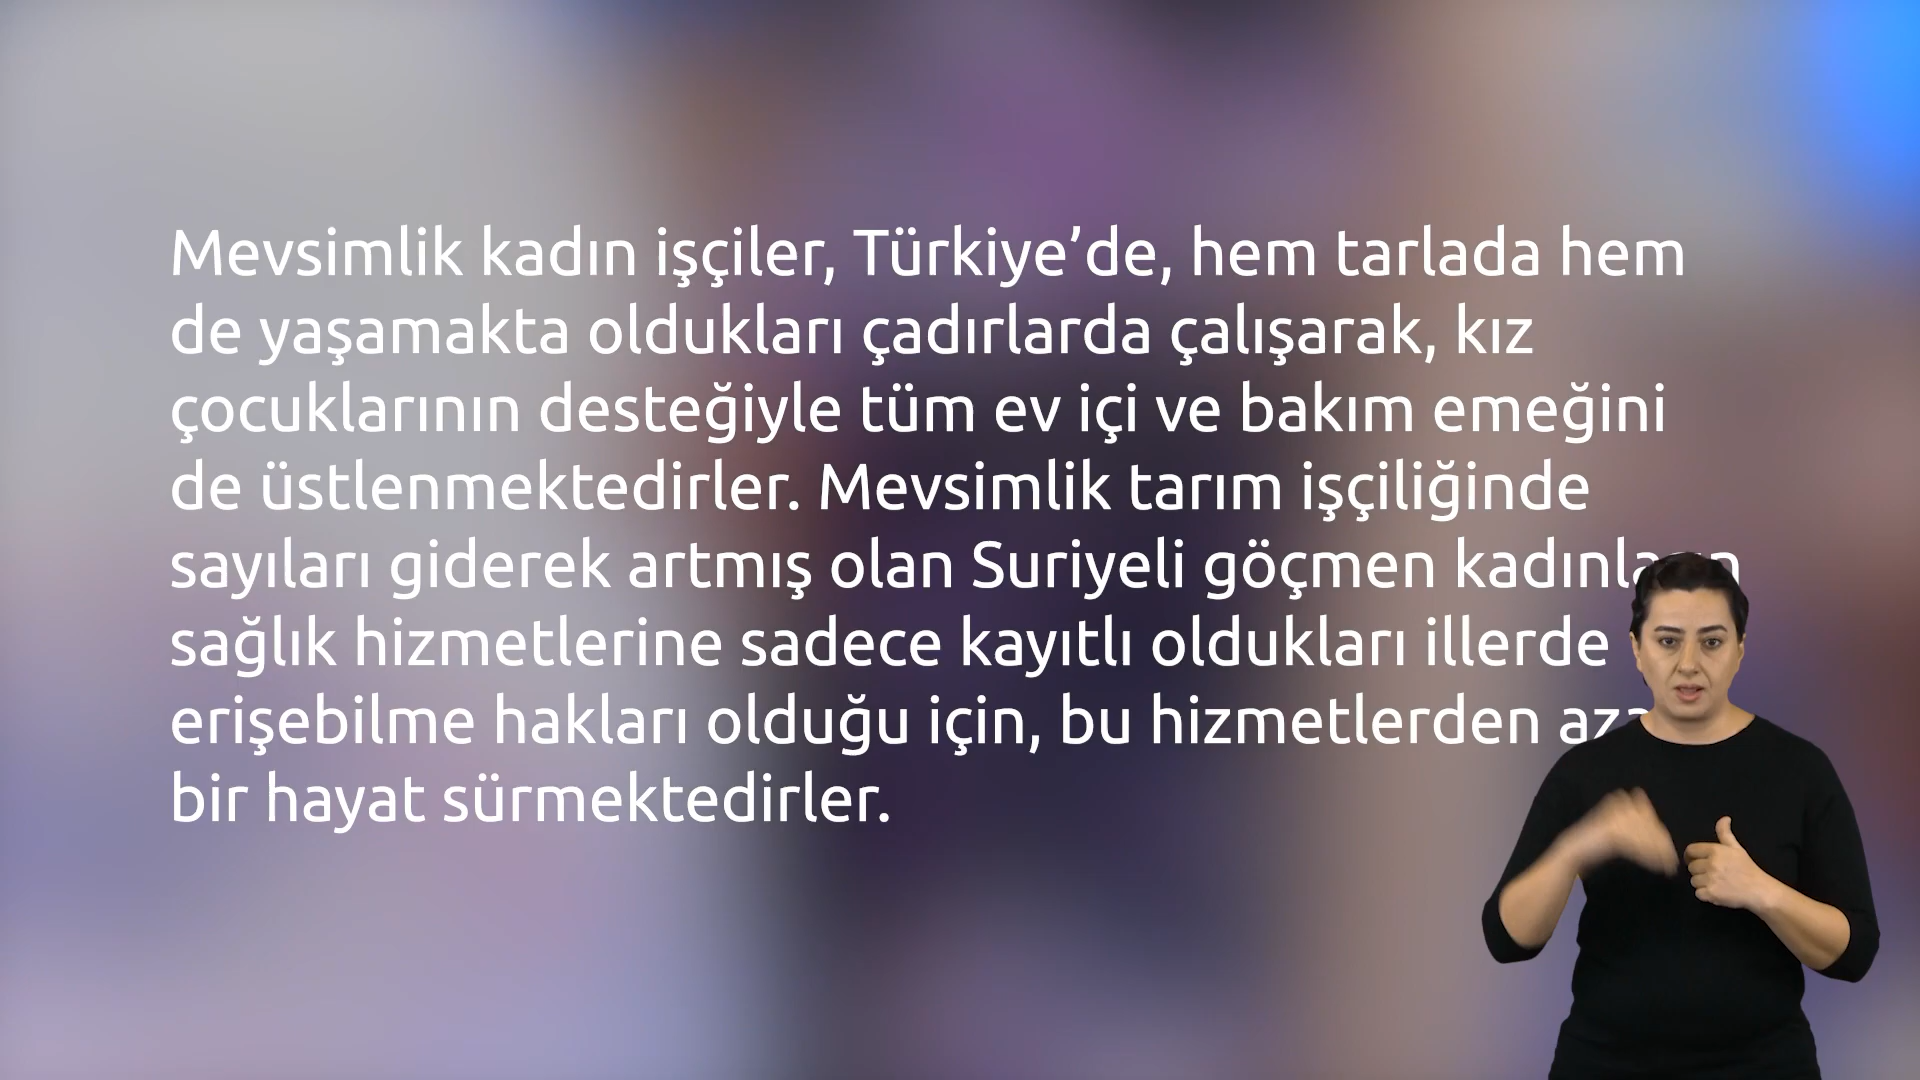 Mevsimlik kadın işçiler, Türkiye’de, hem tarlada hem
de yaşamakta oldukları çadırlarda çalışarak, kız
çocuklarının desteğiyle tüm ev içi ve bakım emeğini
de üstlenmektedirler. Mevsimlik tarım işçiliğinde
sayıları giderek artmış olan Suriyeli göçmen kadınların
sağlık hizmetlerine sadece kayıtlı oldukları illerde
erişebilme hakları olduğu için, bu hizmetlerden
bir hayat sürmektedirler.